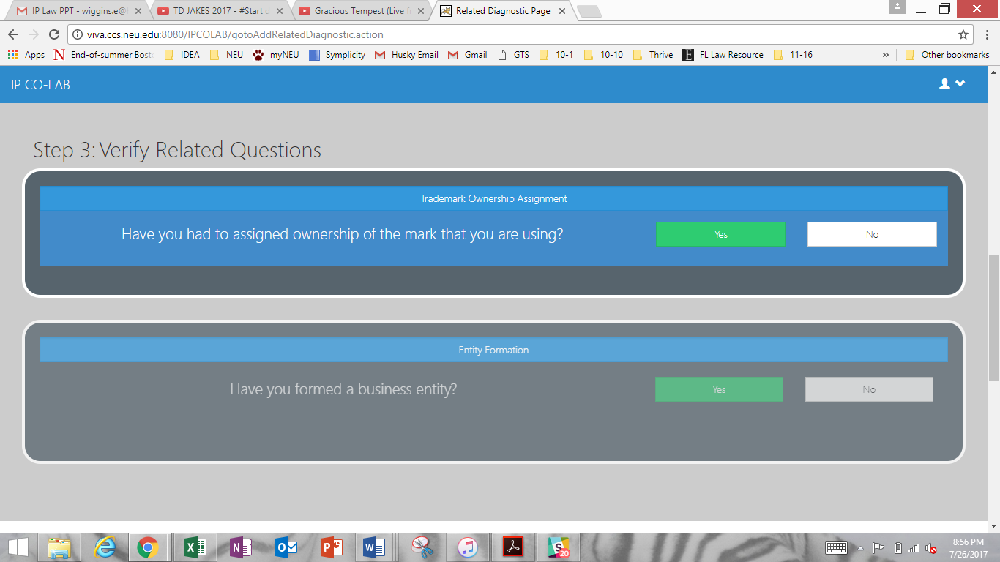 IP Law PPT - wiggins.e@
TD JAKES 2017 - #Start d
Gracious Tempest (Live f
Related Diagnostic Page
viva.ccs.neu.edu:8080/IPCOLAB/gotoAddRelatedDiagnostic.action
Apps N End-of-summer Bost IDEA NEU myNEU Symplicity Husky Email Gmail GTS 10-1 10-10 Thrive E FL Law Resource 11-16 » Other bookmarks
IP CO-LAB
Step 3: Verify Related Questions
Trademark Ownership Assignment
Have you had to assigned ownership of the mark that you are using? Yes No
Entity Formation
Have you formed a business entity? Yes No
20
8:56 PM
7/26/2017